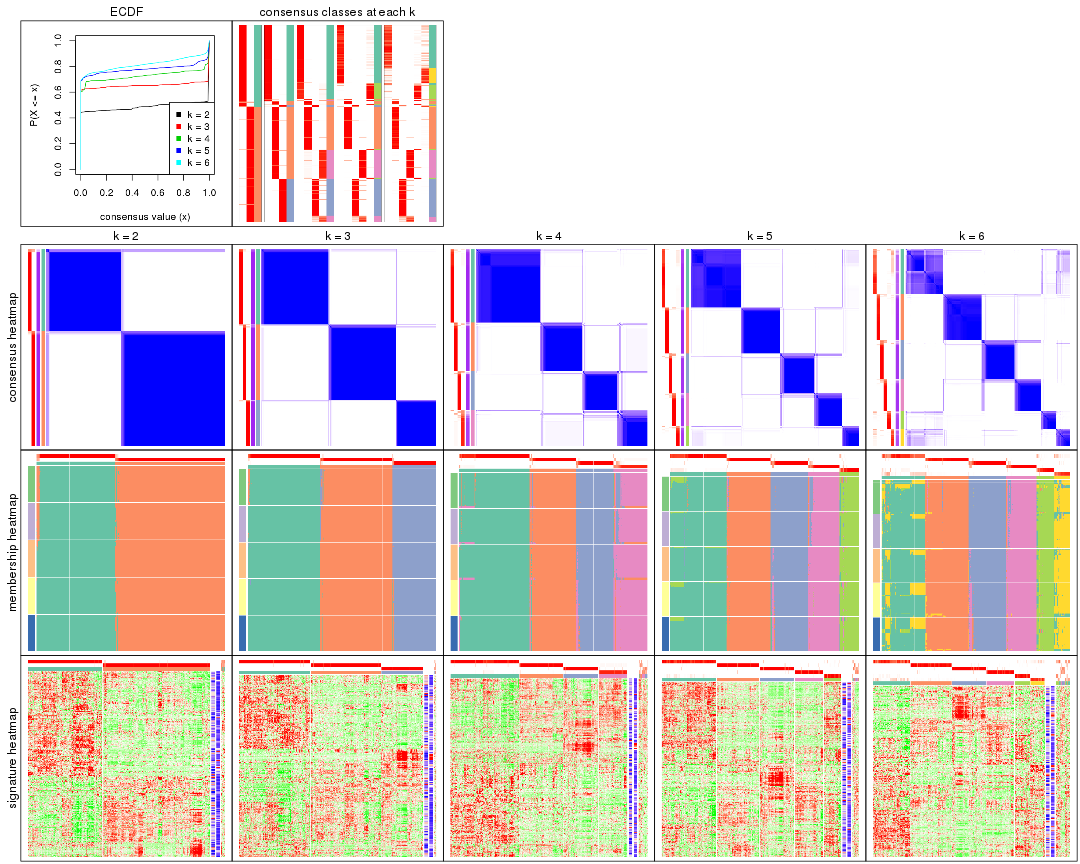 ECDF
consensus classes at each k
P(X <= x)
0.0 0.2 0.4 0.6 0.8 1.0
k = 2
k = 3
k = 4
k = 5
k = 6
0.0 0.2 0.4 0.6 0.8 1.0
consensus value (x)
k = 2
k = 3
k = 4
k = 5
k = 6
consensus heatmap
membership heatmap
signature heatmap